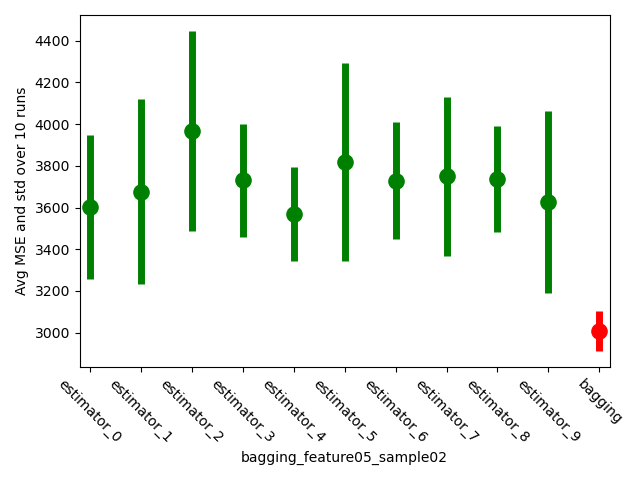 Avg MSE and std over 10 runs
4400
4200
4000
3800
3600
3400
3200
3000
estimator_0
estimator_1
estimator_2
estimator_3
estimator_4
estimator_5
estimator_6
estimator_7
estimator_8
estimator_9
bagging
bagging_feature05_sample02